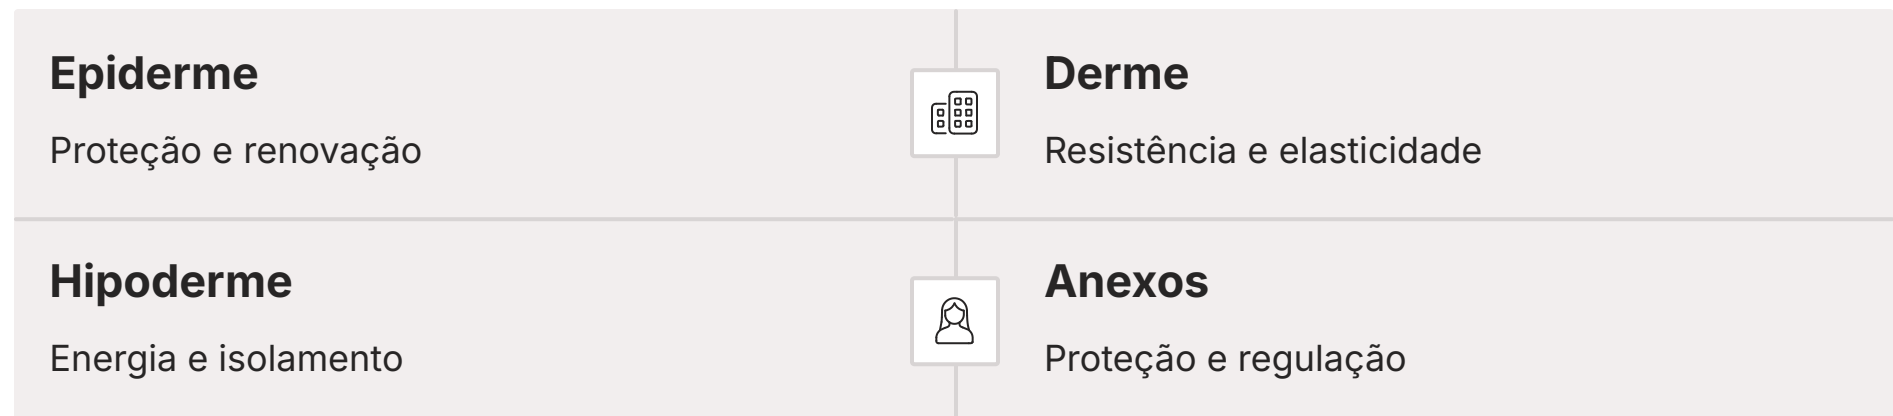 Epiderme
Proteção e renovação
Derme
Resistência e elasticidade
Hipoderme
Energia e isolamento
Anexos
Proteção e regulação